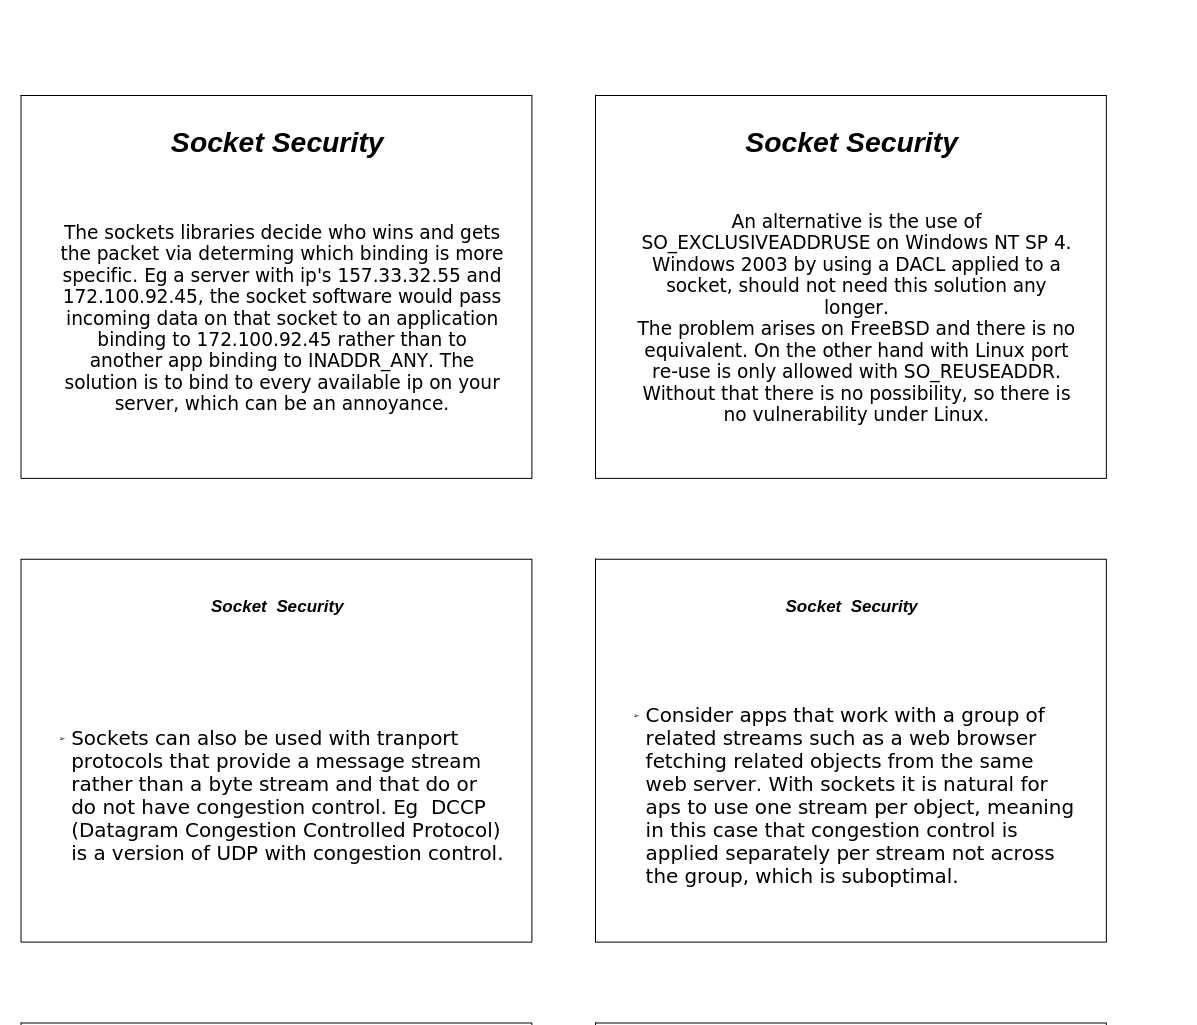 Socket Security
The sockets libraries decide who wins and gets
the packet via determing which binding is more
specific. Eg a server with ip's 157.33.32.55 and
172.100.92.45, the socket software would pass
incoming data on that socket to an application
binding to 172.100.92.45 rather than to
another app binding to INADDR_ANY. The
solution is to bind to every available ip on your
server, which can be an annoyance.
Socket Security
An alternative is the use of
SO_EXCLUSIVEADDRUSE on Windows NT SP 4.
Windows 2003 by using a DACL applied to a
socket, should not need this solution any
longer.
The problem arises on FreeBSD and there is no
equivalent. On the other hand with Linux port
re-use is only allowed with SO_REUSEADDR.
Without that there is no possibility, so there is
no vulnerability under Linux.
Socket  Security
➢ Sockets can also be used with tranport
protocols that provide a message stream
rather than a byte stream and that do or
do not have congestion control. Eg  DCCP
(Datagram Congestion Controlled Protocol)
is a version of UDP with congestion control.
Socket  Security
➢ Consider apps that work with a group of
related streams such as a web browser
fetching related objects from the same
web server. With sockets it is natural for
aps to use one stream per object, meaning
in this case that congestion control is
applied separately per stream not across
the group, which is suboptimal.